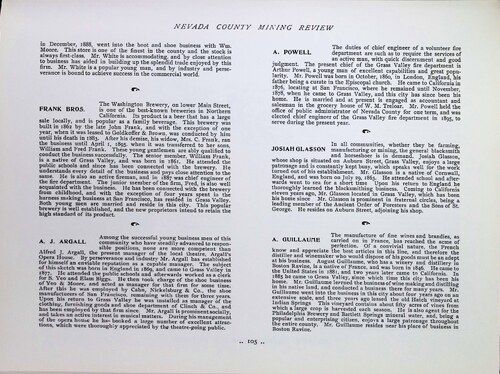 NEVADA COUNTY MINING REVIEW
in December, 1888, went into the boot and shoe business with Wm.
Moore. This store is one of the finest in the county and the stock is
always first-class. Mr. White is accommodating, and by close attention
to business has aided in building up the splendid trade enjoyed by this
firm. Mr. White is a popular young man, and by industry and perse-
verance is bound to achieve success in the commercial world.
FRANK BROS.
The Washington Brewery, on lower Main Street,
is one of the best-known breweries in Northern
California. Its product is a beer that has a large
sale locally, and is popular as a family beverage. This brewery was
built in 1861 by the late John Frank, and with the exception of one
year, when it was leased to Goldkoffer & Brown, was conducted by him
until his death in 1883. After his demise, his widow, Mrs. C. Frank, ran
the business until April 1, 1895, when it was transferred to her sons,
William and Fred Frank. These young gentlemen are ably qualified to
conduct the business successfully. The senior member, William Frank,
is a native of Grass Valley, and was born in 1861. He attended the
public schools and since has been connected with the brewery. He
understands every detail of the business and pays close attention to the
same. He is also an active fireman, and in 1887 was chief engineer of
the fire department. The junior member of the firm, Fred, is also well
acquainted with the business. He has been connected with the brewery
from childhood, and with the exception of four years spent in the
harness making business at San Francisco, has resided in Grass Valley.
Both young men are married and reside in this city. This popular
brewery is well established, and the new proprietors intend to retain the
high standard of its product.
A. J. ARGALL
Among the successful young business men of this
community who have steadily advanced to respon-
sible positions, none are more competent than
Alfred J. Argall, the present manager of the local theatre, Argall's
Opera House. By perseverance and industry Mr. Argall has established
for himself an enviable position as a capable manager. The subject
of this sketch was born in England in 1869, and came to Grass Valley in
1877. He attended the public schools and afterwards worked as a clerk
for S. Yeo and Riley Hodge. He then took charge of the shoe business
of Yeo & Moore, and acted as manager for that firm for some time.
After this he was employed by Cahn, Nickelsburg & Co., the shoe
manufacturers of San Francisco, remaining with them for three years.
Upon his return to Grass Valley he was installed as manager of the
clothing, furnishing goods and shoe department of Crase & Co., and
has been employed by that firm since. Mr. Argall is prominent socially,
and takes an active interest in musical matters. During his management
of the opera house he has booked a large number of excellent attrac-
tions, which were thoroughly appreciated by the theatre-going public.
A. POWELL
The duties of chief engineer of a volunteer fire
department are such as to require the services of
an active man, with quick discernment and good
judgment. The present chief of the Grass Valley fire department is
Arthur Powell, a young man of excellent capabilities and great popu-
larity. Mr. Powell was born in October, 1860, in London, England, his
father being a curate in the Episcopal church. He came to California in
1876, locating at San Francisco, where he remained until November,
1878, when he came to Grass Valley, and this city has since been his
home. He is married and at present is engaged as accountant and
salesman in the grocery house of W. M. Treloar. Mr. Powell held the
office of public administrator of Nevada County for one term, and was
elected chief engineer of the Grass Valley fire department in 1893, to
serve during the present year.
JOSIAH GLASSON
In all communities, whether they be farming,
manufacturing or mining, the general blacksmith
and horseshoer is in demand. Josiah Glasson,
whose shop is situated on Auburn Street, Grass Valley, enjoys a large
patronage and is constantly busy, which speaks well for the work being
turned out of his establishment. Mr. Glasson is a native of Cornwall,
England, and was born on July 19, 1865. He attended school and after-
wards went to sea for a short time. Upon his return to England he
thoroughly learned the blacksmithing business. Coming to California
eleven years ago, Mr. Glasson located in Grass Valley, which has been
his home since. Mr. Glasson is prominent in fraternal circles, being a
leading member of the Ancient Order of Foresters and the Sons of St.
George. He resides on Auburn Street, adjoining his shop.
A. GUILLAUME
The manufacture of fine wines and brandies, as
carried on in France, has reached the acme of
perfection. Of a convivial nature, the French
know and appreciate the best articles in this line, and therefore a
distiller and winemaker who would dispose of his goods must be an adept
at his business. August Guillaume, who has a winery and distillery in
Boston Ravine, is a native of France, and was born in 1846. He came to
the United States in 1881, and two years later came to California. In
1885 he came to Grass Valley, since which time this city has been his
home. Mr. Guillaume learned the business of wine making and distilling
in his native land, and conducted a business there for many years. Mr.
Guillaume went into the business in this city about four years ago on an
extensive scale, and three years ago leased the old Hatch vineyard at
Indian Springs. This vineyard contains about fifty acres of vines from
which a large crop is harvested each season. He is also agent for the
Philadelphia Brewery and Bartlett Springs mineral water, and, being a
popular and enterprising citizen, enjoys a large patronage throughout
the entire county. Mr. Guillaume resides near his place of business in
Boston Ravine.
.. 105 ..